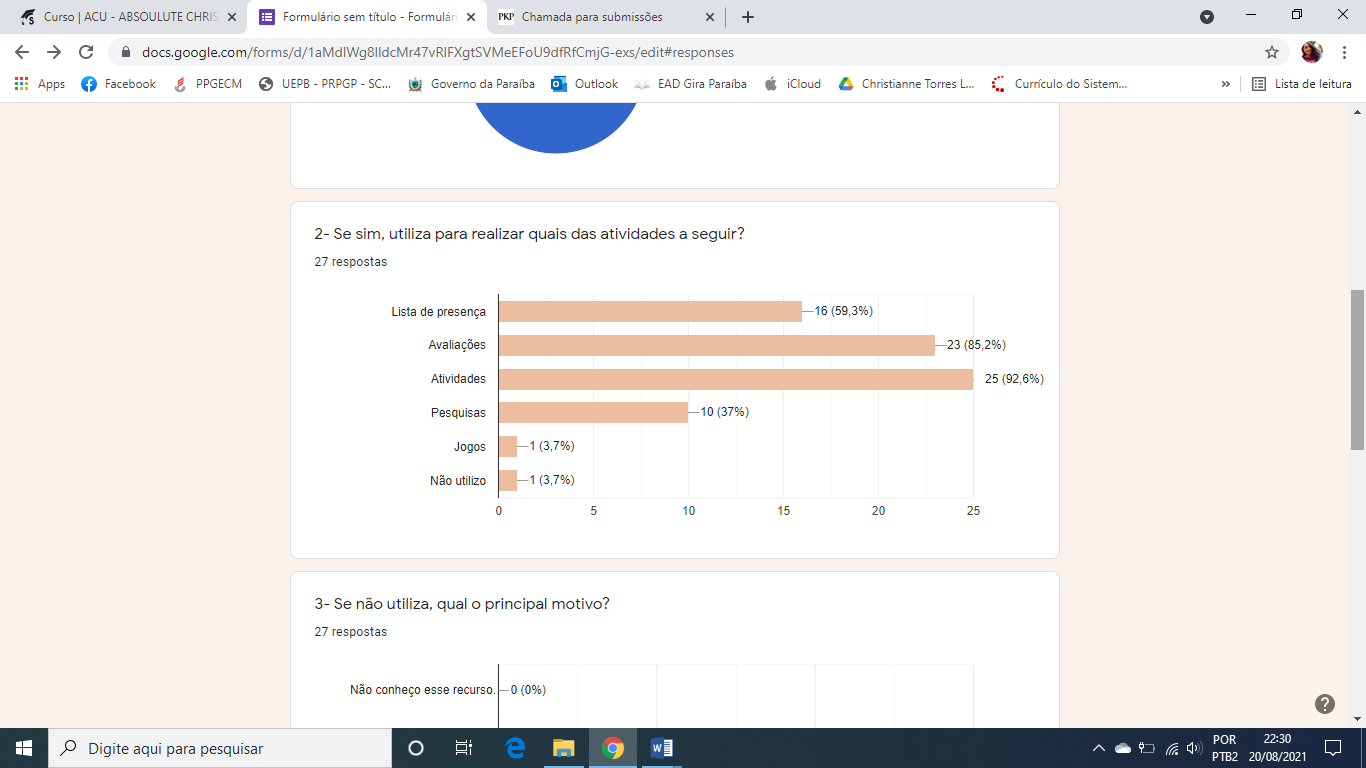 Curso | ACU - ABSOULUTE CHRIS
Formulário sem título - Formulári
PKP Chamada para submissões
docs.google.com/forms/d/1aMdIWg8IldcMr47vRIFXgtSVMeEFoU9dfRfCmjG-exs/edit#responses
Apps Facebook PPGECM UEPB - PRPGP - SC... Governo da Paraíba Outlook EAD Gira Paraíba iCloud Christianne Torres L... Currículo do Sistem... » Lista de leitura
2- Se sim, utiliza para realizar quais das atividades a seguir?
27 respostas
Lista de presença 16 (59,3%)
Avaliações 23 (85,2%)
Atividades 25 (92,6%)
Pesquisas 10 (37%)
Jogos 1 (3,7%)
Não utilizo 1 (3,7%)
0 5 10 15 20 25
3- Se não utiliza, qual o principal motivo?
27 respostas
Não conheço esse recurso. 0 (0%)
Digite aqui para pesquisar
POR
PTB2
22:30
20/08/2021